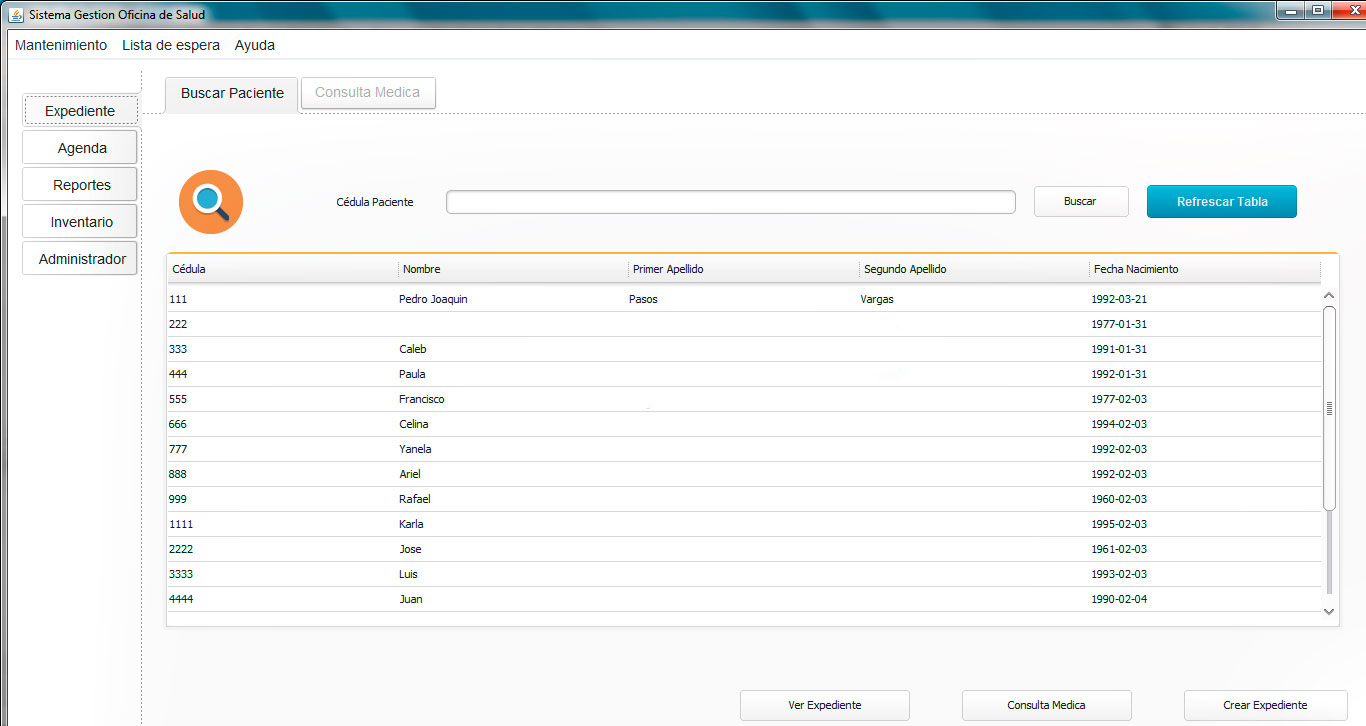 Sistema Gestion Oficina de Salud
Mantenimiento Lista de espera Ayuda
Expediente
Agenda
Reportes
Inventario
Administrador
Buscar Paciente Consulta Medica
Cédula Paciente Buscar Refrescar Tabla
Cédula Nombre Primer Apellido Segundo Apellido Fecha Nacimiento
111 Pedro Joaquin Pasos Vargas 1992-03-21
222 1977-01-31
333 Caleb 1991-01-31
444 Paula 1992-01-31
555 Francisco 1977-02-03
666 Celina 1994-02-03
777 Yanela 1992-02-03
888 Ariel 1992-02-03
999 Rafael 1960-02-03
1111 Karla 1995-02-03
2222 Jose 1961-02-03
3333 Luis 1993-02-03
4444 Juan 1990-02-04
Ver Expediente Consulta Medica Crear Expediente